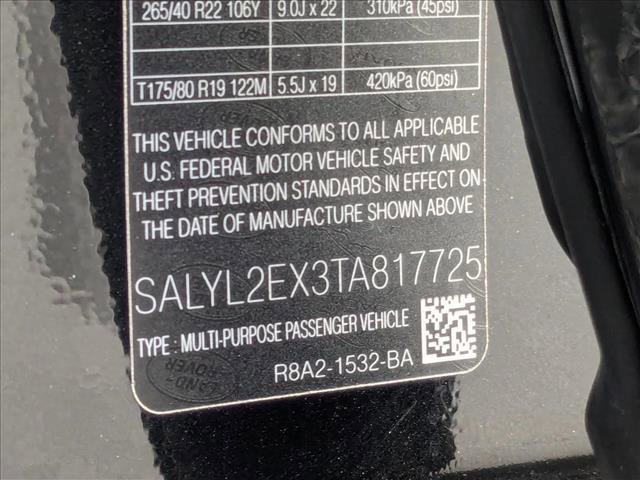 265/40 R22 106Y 9.0J x 22 310kPa (45psi)
T175/80 R19 122M 5.5J x 19 420kPa (60psi)
THIS VEHICLE CONFORMS TO ALL APPLICABLE
U.S. FEDERAL MOTOR VEHICLE SAFETY AND
THEFT PREVENTION STANDARDS IN EFFECT ON
THE DATE OF MANUFACTURE SHOWN ABOVE
SALYL2EX3TA817725
TYPE : MULTI-PURPOSE PASSENGER VEHICLE
R8A2-1532-BA
LAND ROVER